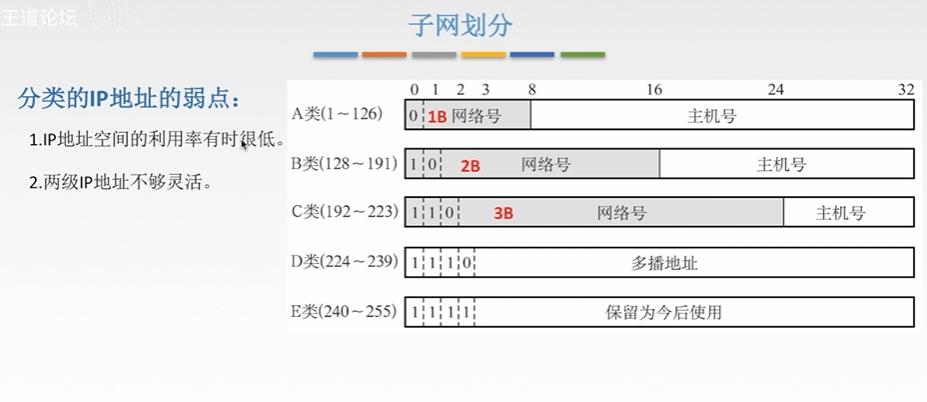 王道论坛
子网划分
分类的IP地址的弱点：
1.IP地址空间的利用率有时很低。
2.两级IP地址不够灵活。
0 1 2 3 8 16 24 32
A类(1～126) 0 1B 网络号 主机号
B类(128～191) 1 0 2B 网络号 主机号
C类(192～223) 1 1 0 3B 网络号 主机号
D类(224～239) 1 1 1 0 多播地址
E类(240～255) 1 1 1 1 保留为今后使用